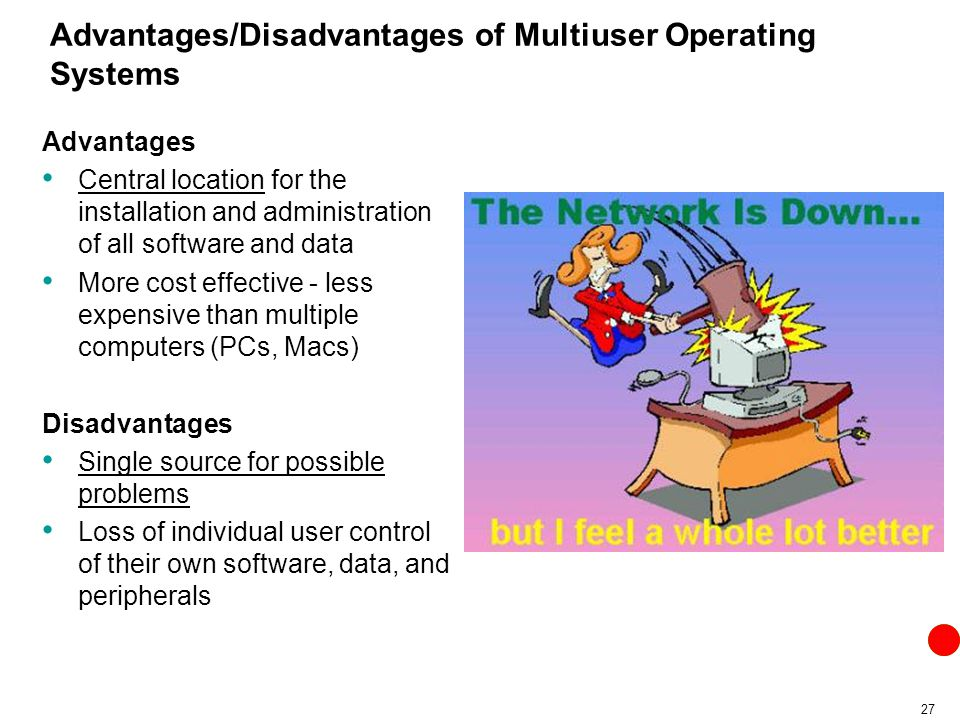 Advantages/Disadvantages of Multiuser Operating
Systems
Advantages
• Central location for the
installation and administration
of all software and data
• More cost effective - less
expensive than multiple
computers (PCs, Macs)
Disadvantages
• Single source for possible
problems
• Loss of individual user control
of their own software, data, and
peripherals
The Network Is Down...
but I feel a whole lot better
27